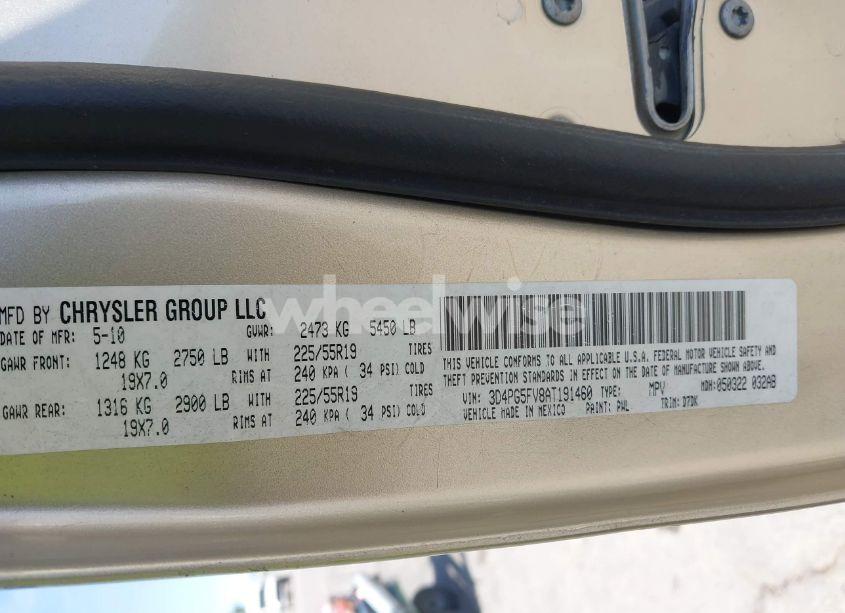 MFD BY CHRYSLER GROUP LLC
DATE OF MFR: 5-10 GVWR: 2473 KG 5450 LB
GAWR FRONT: 1248 KG 2750 LB WITH 225/55R19 TIRES
19X7.0 RIMS AT 240 KPA ( 34 PSI) COLD
GAWR REAR: 1316 KG 2900 LB WITH 225/55R19 TIRES
19X7.0 RIMS AT 240 KPA ( 34 PSI) COLD
THIS VEHICLE CONFORMS TO ALL APPLICABLE U.S.A. FEDERAL MOTOR VEHICLE SAFETY AND
THEFT PREVENTION STANDARDS IN EFFECT ON THE DATE OF MANUFACTURE SHOWN ABOVE.
VIN: 3D4PG5FV8AT191460 TYPE: MPV MDH: 050322 032AB
VEHICLE MADE IN MEXICO PAINT: PWL TRIM: D7DK
wheelwise